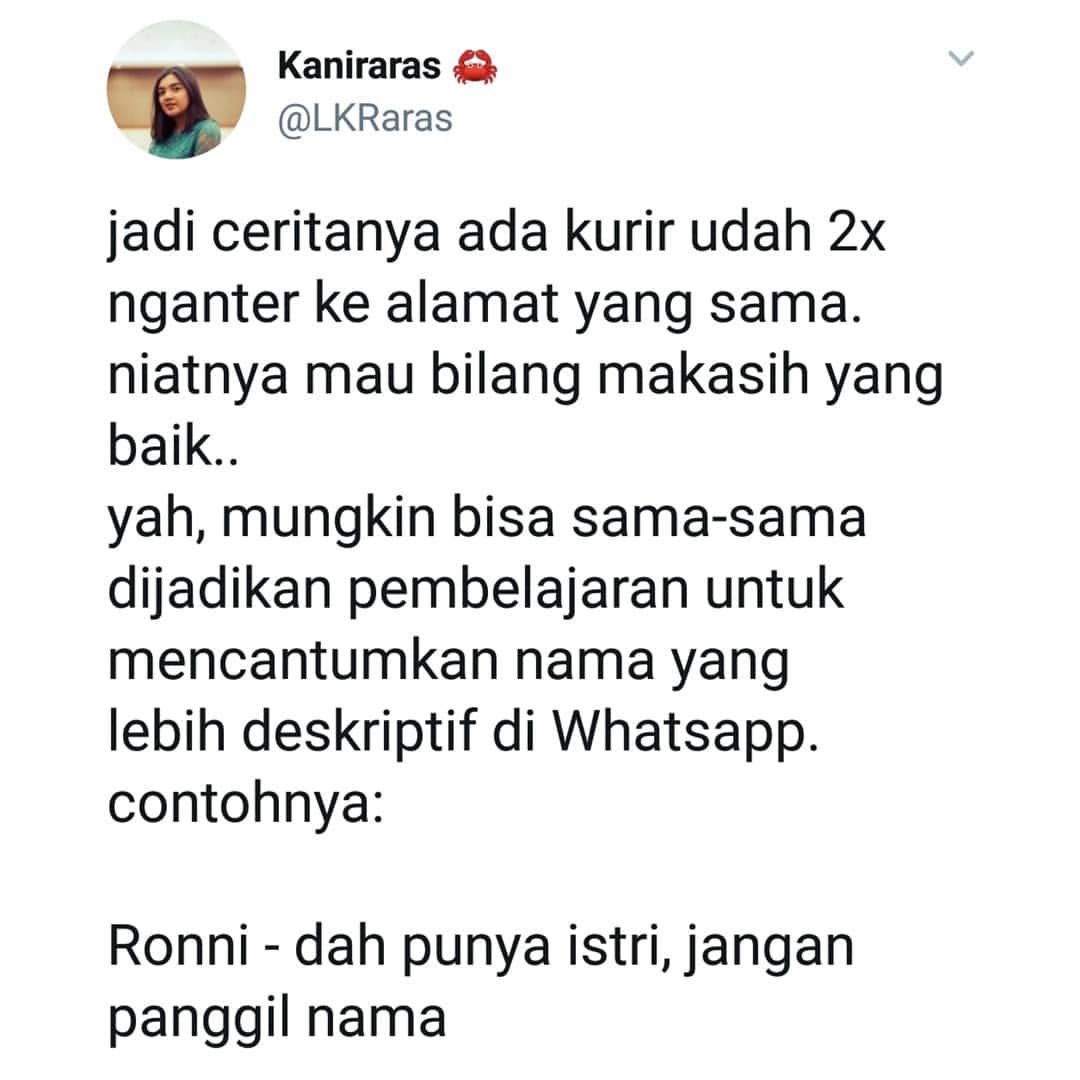 Kaniraras 🦀
@LKRaras
jadi ceritanya ada kurir udah 2x
nganter ke alamat yang sama.
niatnya mau bilang makasih yang
baik..
yah, mungkin bisa sama-sama
dijadikan pembelajaran untuk
mencantumkan nama yang
lebih deskriptif di Whatsapp.
contohnya:
Ronni - dah punya istri, jangan
panggil nama